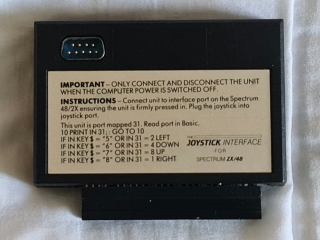 IMPORTANT – ONLY CONNECT AND DISCONNECT THE UNIT
WHEN THE COMPUTER POWER IS SWITCHED OFF.
INSTRUCTIONS – Connect unit to interface port on the Spectrum
48/2X ensuring the unit is firmly pressed in. Plug the joystick into
joystick port.
This unit is port mapped 31. Read port in Basic.
10 PRINT IN 31; : GO TO 10
IF IN KEY $ = "5" OR IN 31 = 2 LEFT
IF IN KEY $ = "6" OR IN 31 = 4 DOWN
IF IN KEY $ = "7" OR IN 31 = 8 UP
IF IN KEY $ = "8" OR IN 31 = 1 RIGHT
THE
JOYSTICK INTERFACE
FOR
SPECTRUM ZX/48